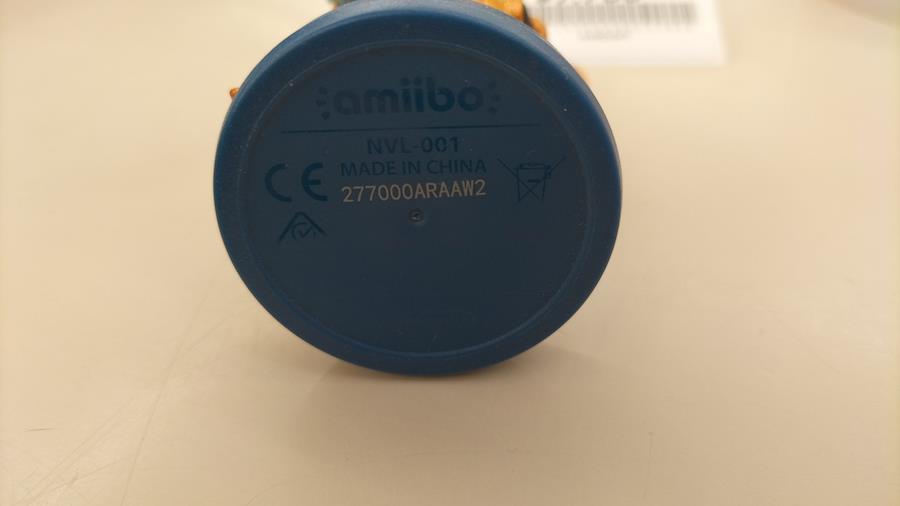 amiibo
NVL-001
MADE IN CHINA
CE
277000ARAAW2